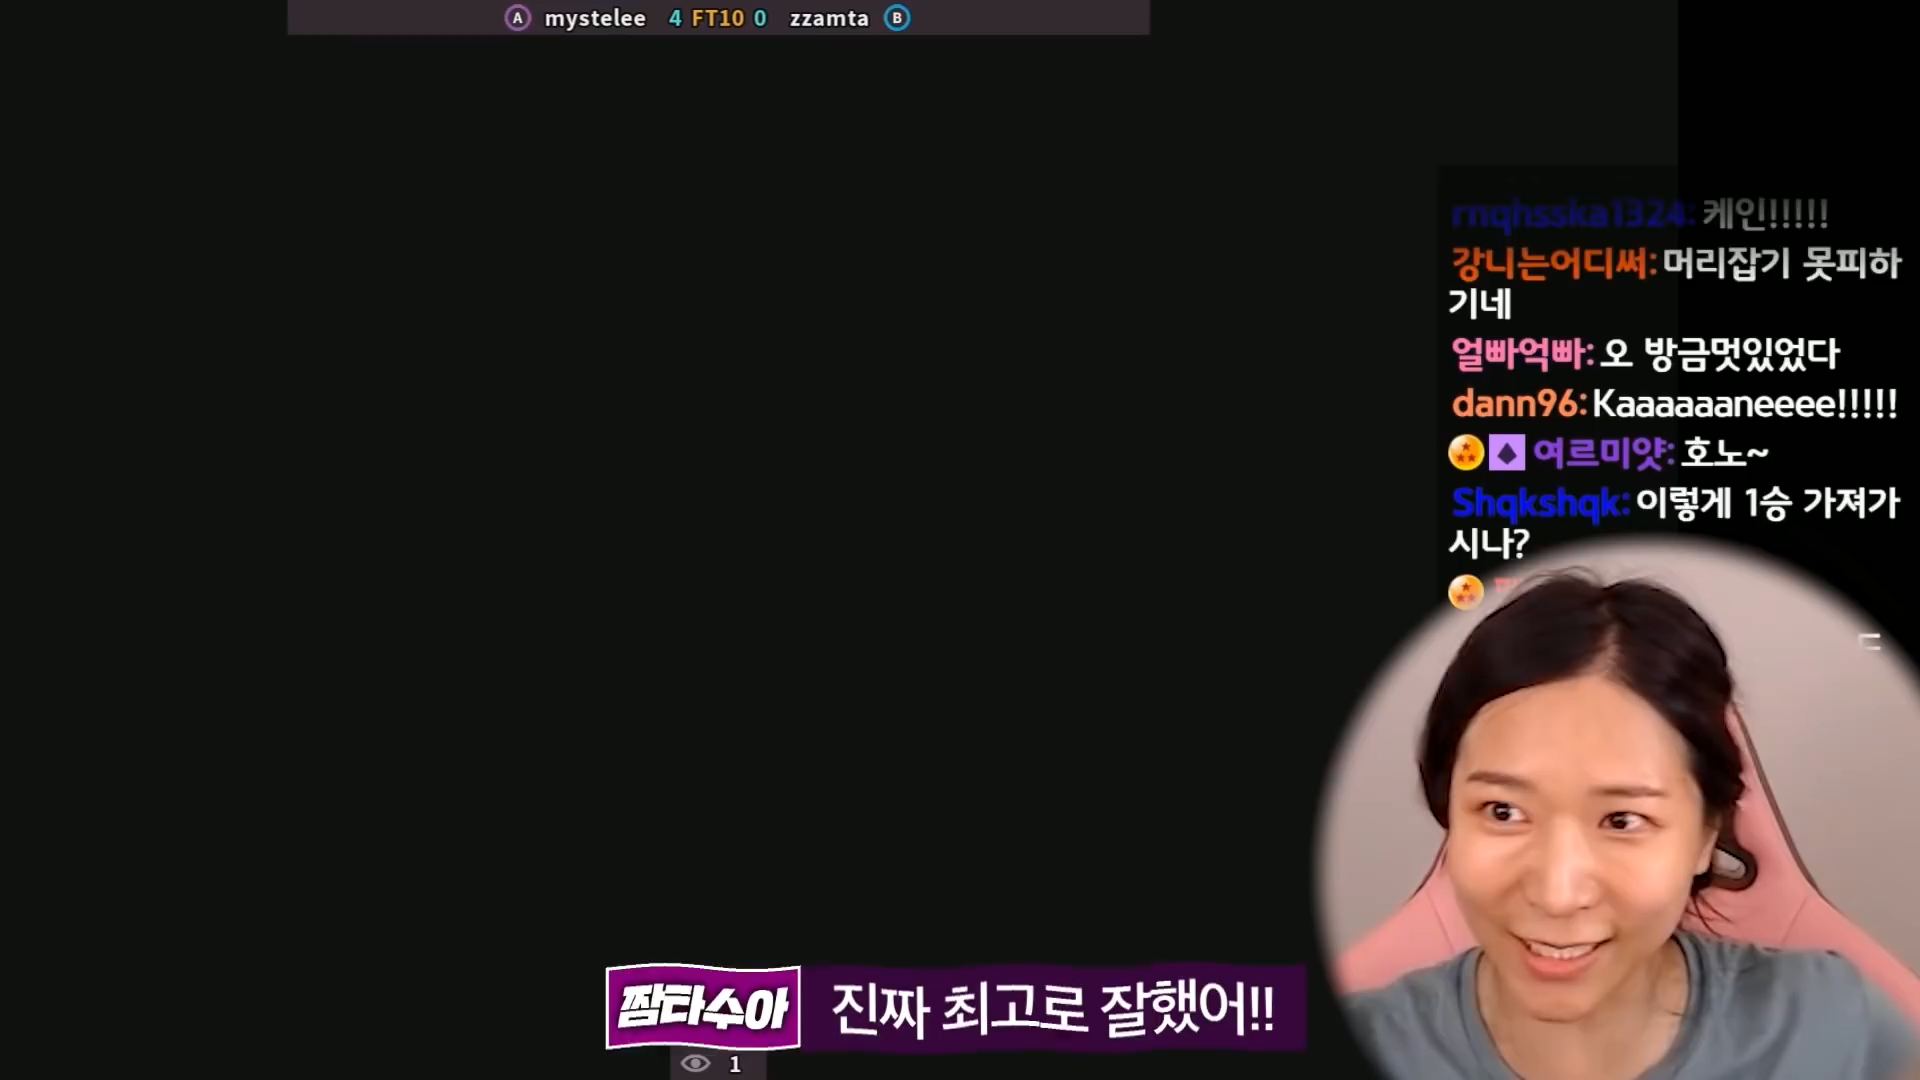 A mystelee 4 FT10 0 zzamta B
rnqhsska1324: 케인!!!!!
강니는어디써: 머리잡기 못피하
기네
얼빠억빠: 오 방금멋있었다
dann96: Kaaaaaaneeee!!!!!
여르미얏: 호노~
Shqkshqk: 이렇게 1승 가져가
시나?
짬타수아 진짜 최고로 잘했어!!
1